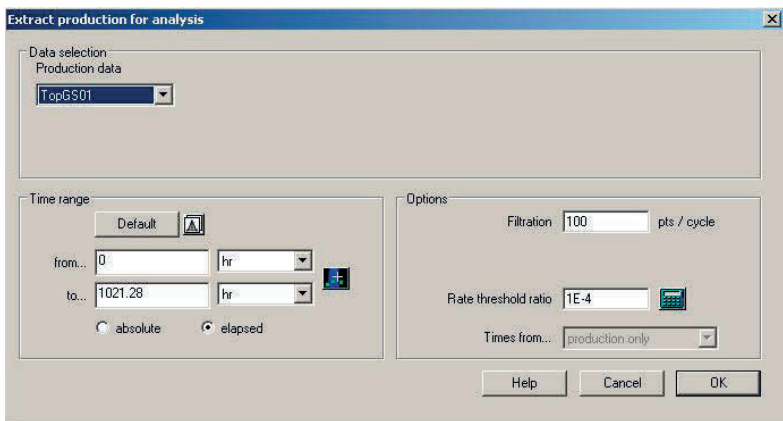 Extract production for analysis
Data selection
Production data
TopGS01
Time range
Default
from... 0 hr
to... 1021.28 hr
absolute elapsed
Options
Filtration 100 pts / cycle
Rate threshold ratio 1E-4
Times from... production only
Help Cancel OK